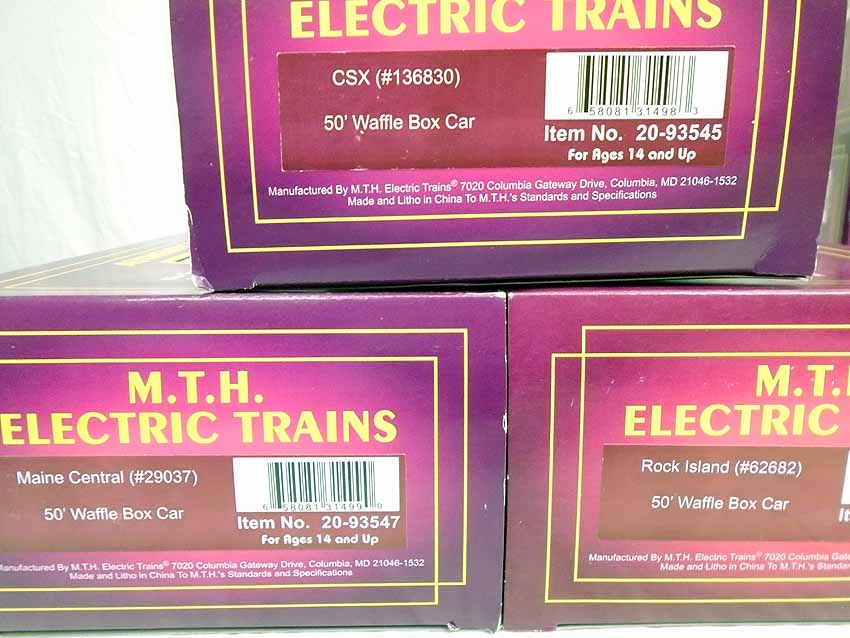 ELECTRIC TRAINS
CSX (#136830)
50' Waffle Box Car
6 58081 31498 3
Item No. 20-93545
For Ages 14 and Up
Manufactured By M.T.H. Electric Trains® 7020 Columbia Gateway Drive, Columbia, MD 21046-1532
Made and Litho in China To M.T.H.'s Standards and Specifications
M.T.H.
ELECTRIC TRAINS
Maine Central (#29037)
50' Waffle Box Car
6 58081 31499 0
Item No. 20-93547
For Ages 14 and Up
Manufactured By M.T.H. Electric Trains® 7020 Columbia Gateway Drive, Columbia, MD 21046-1532
Made and Litho in China To M.T.H.'s Standards and Specifications
M.T.
ELECTRIC
Rock Island (#62682)
50' Waffle Box Car
Manufactured By M.T.H. Electric Trains® 7020 Columbia
Made and Litho in China To M.T.H.'s